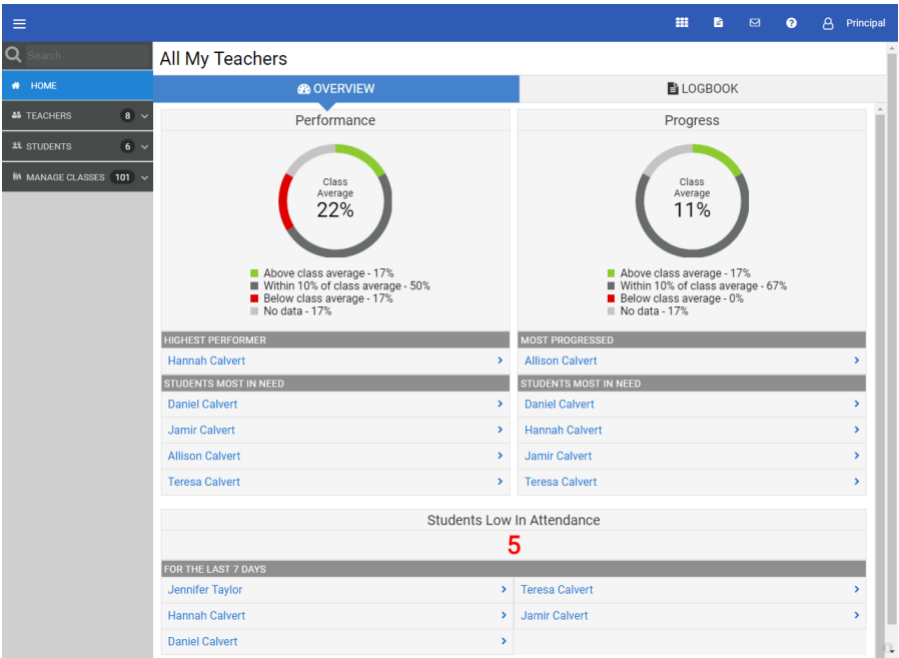 Principal
Search
All My Teachers
HOME
OVERVIEW
LOGBOOK
TEACHERS 8
STUDENTS 6
MANAGE CLASSES 101
Performance
Class
Average
22%
Above class average - 17%
Within 10% of class average - 50%
Below class average - 17%
No data - 17%
HIGHEST PERFORMER
Hannah Calvert
STUDENTS MOST IN NEED
Daniel Calvert
Jamir Calvert
Allison Calvert
Teresa Calvert
Progress
Class
Average
11%
Above class average - 17%
Within 10% of class average - 67%
Below class average - 0%
No data - 17%
MOST PROGRESSED
Allison Calvert
STUDENTS MOST IN NEED
Daniel Calvert
Hannah Calvert
Jamir Calvert
Teresa Calvert
Students Low In Attendance
5
FOR THE LAST 7 DAYS
Jennifer Taylor
Teresa Calvert
Hannah Calvert
Jamir Calvert
Daniel Calvert